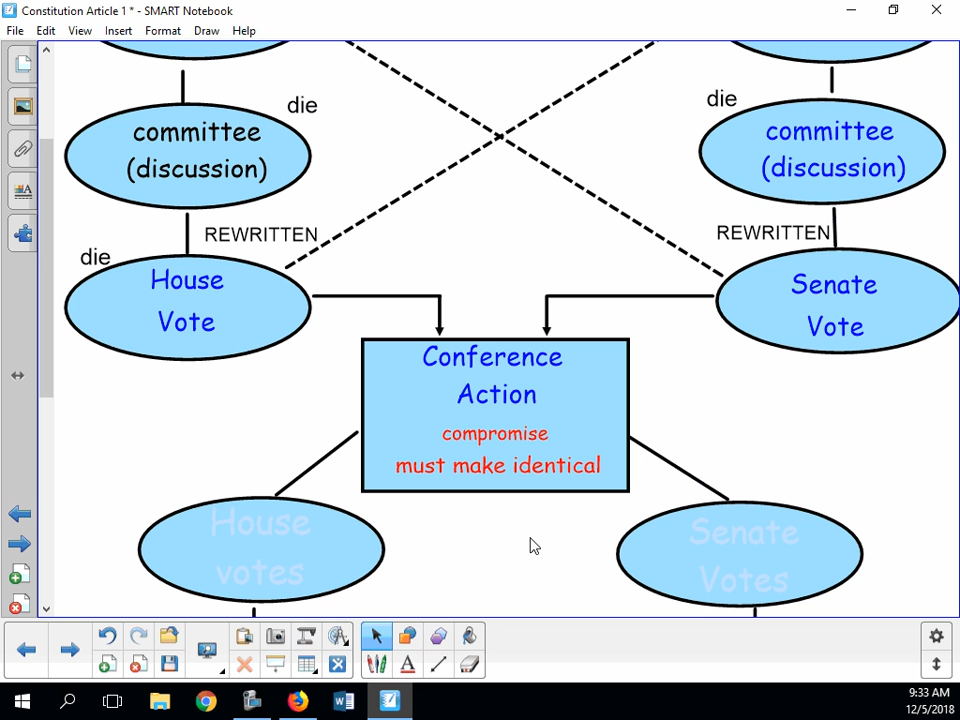 Constitution Article 1 * - SMART Notebook
File Edit View Insert Format Draw Help
die
committee
(discussion)
die
committee
(discussion)
REWRITTEN
REWRITTEN
die
House
Vote
Senate
Vote
Conference
Action
compromise
must make identical
House
votes
Senate
Votes
9:33 AM
12/5/2018